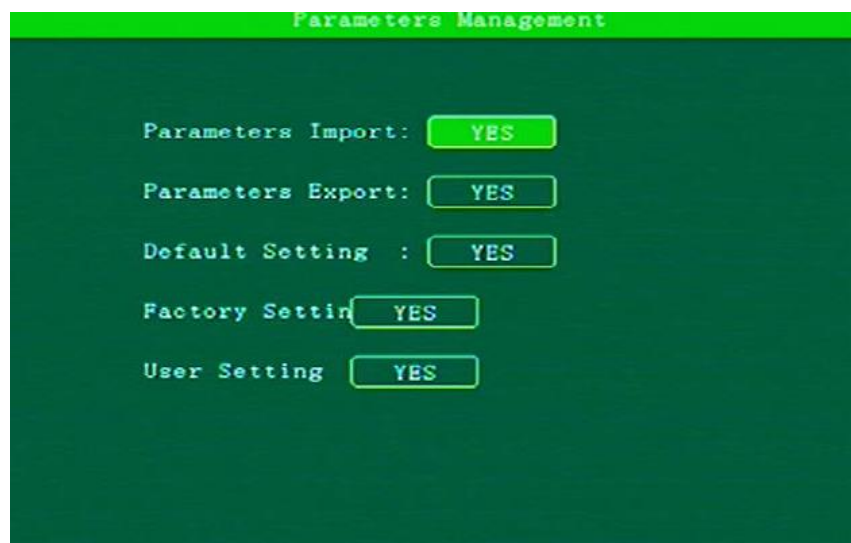 Parameters Management
Parameters Import: YES
Parameters Export: YES
Default Setting : YES
Factory Settin YES
User Setting YES